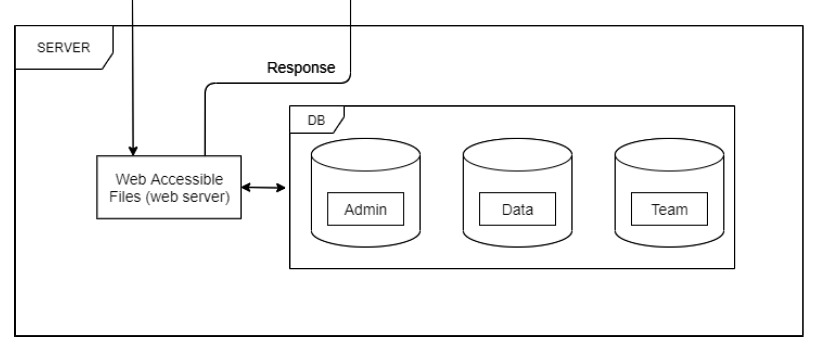 SERVER
Response
DB
Web Accessible
Files (web server)
Admin
Data
Team